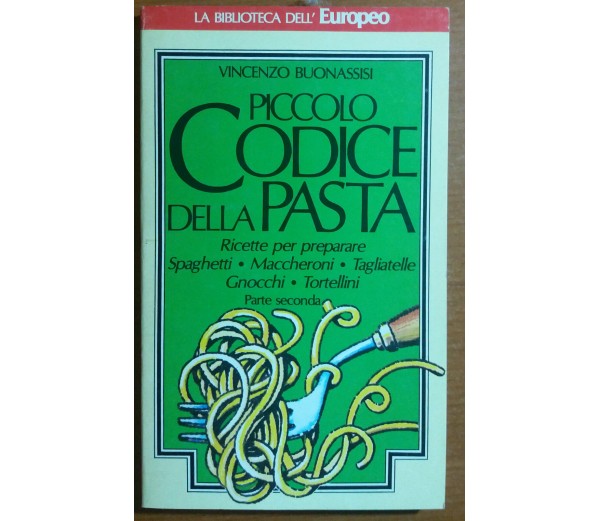 LA BIBLIOTECA DELL' Europeo
VINCENZO BUONASSISI
PICCOLO
CODICE
DELLA PASTA
Ricette per preparare
Spaghetti • Maccheroni • Tagliatelle
Gnocchi • Tortellini
Parte seconda